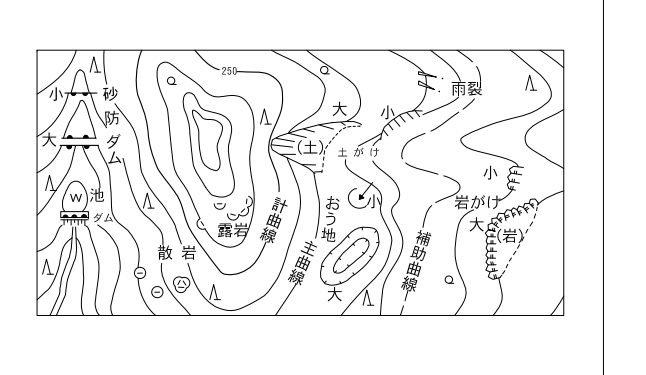 250
雨裂
小 砂防ダム
大
大
小
(土)
土がけ
小
岩がけ
大
(岩)
池
W
ダム
小
おう地
大
計曲線
主曲線
補助曲線
露岩
散岩